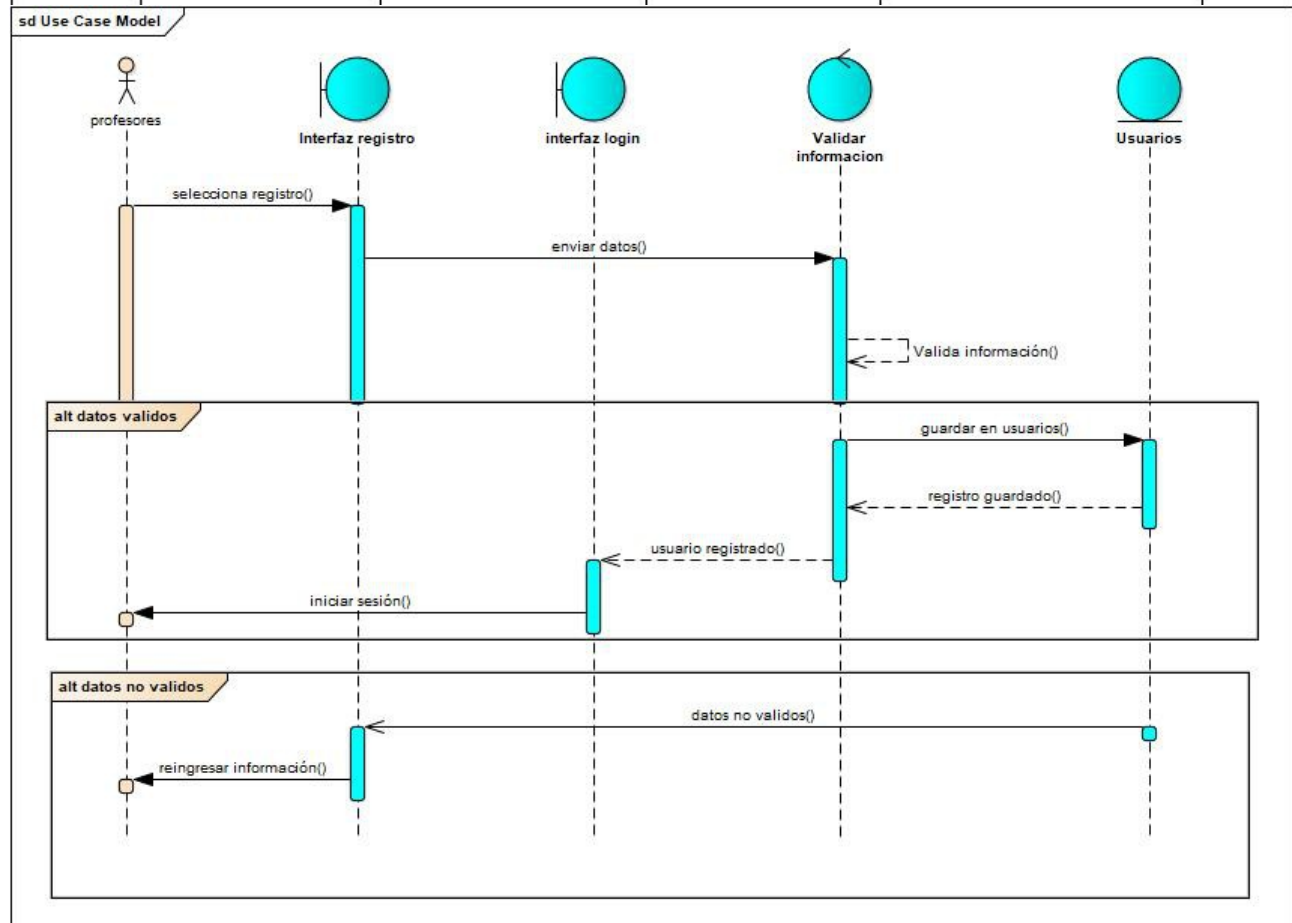 sd Use Case Model
profesores
Interfaz registro
interfaz login
Validar
informacion
Usuarios
selecciona registro()
enviar datos()
Valida información()
alt datos validos
guardar en usuarios()
registro guardado()
usuario registrado()
iniciar sesión()
alt datos no validos
datos no validos()
reingresar información()